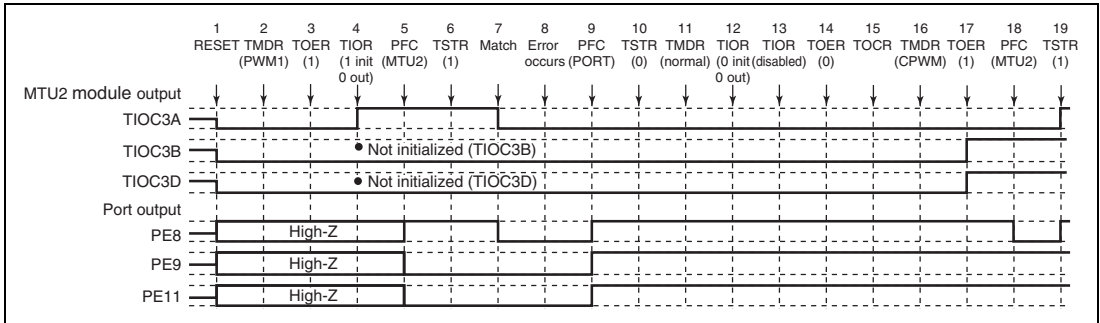 1 2 3 4 5 6 7 8 9 10 11 12 13 14 15 16 17 18 19
RESET TMDR TOER TIOR PFC TSTR Match Error PFC TSTR TMDR TIOR TIOR TOER TOCR TMDR TOER PFC TSTR
(PWM1) (1) (1 init (MTU2) (1) occurs (PORT) (0) (normal) (0 init (disabled) (0) (CPWM) (1) (MTU2) (1)
0 out) 0 out)
MTU2 module output
TIOC3A
TIOC3B • Not initialized (TIOC3B)
TIOC3D • Not initialized (TIOC3D)
Port output
PE8 High-Z
PE9 High-Z
PE11 High-Z